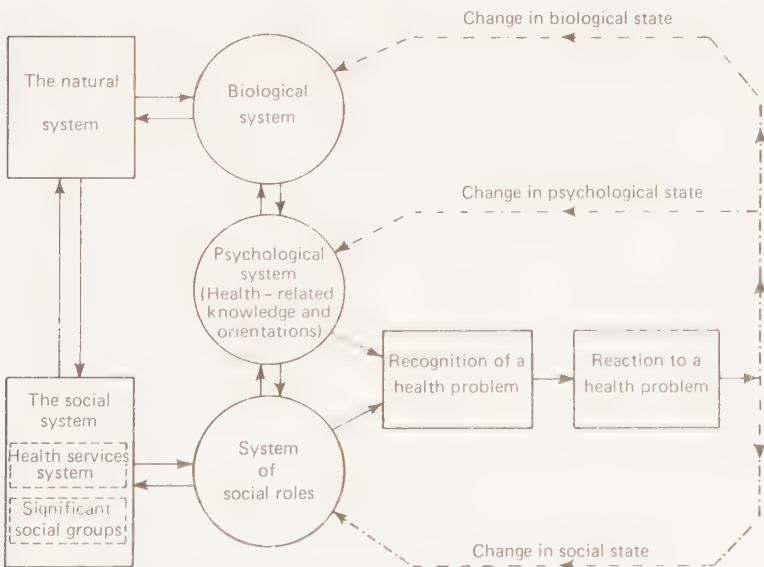 Change in biological state
The natural
system
Biological
system
Change in psychological state
Psychological
system
(Health-related
knowledge and
orientations)
Recognition of a
health problem
Reaction to a
health problem
The social
system
Health services
system
Significant
social groups
System
of
social roles
Change in social state